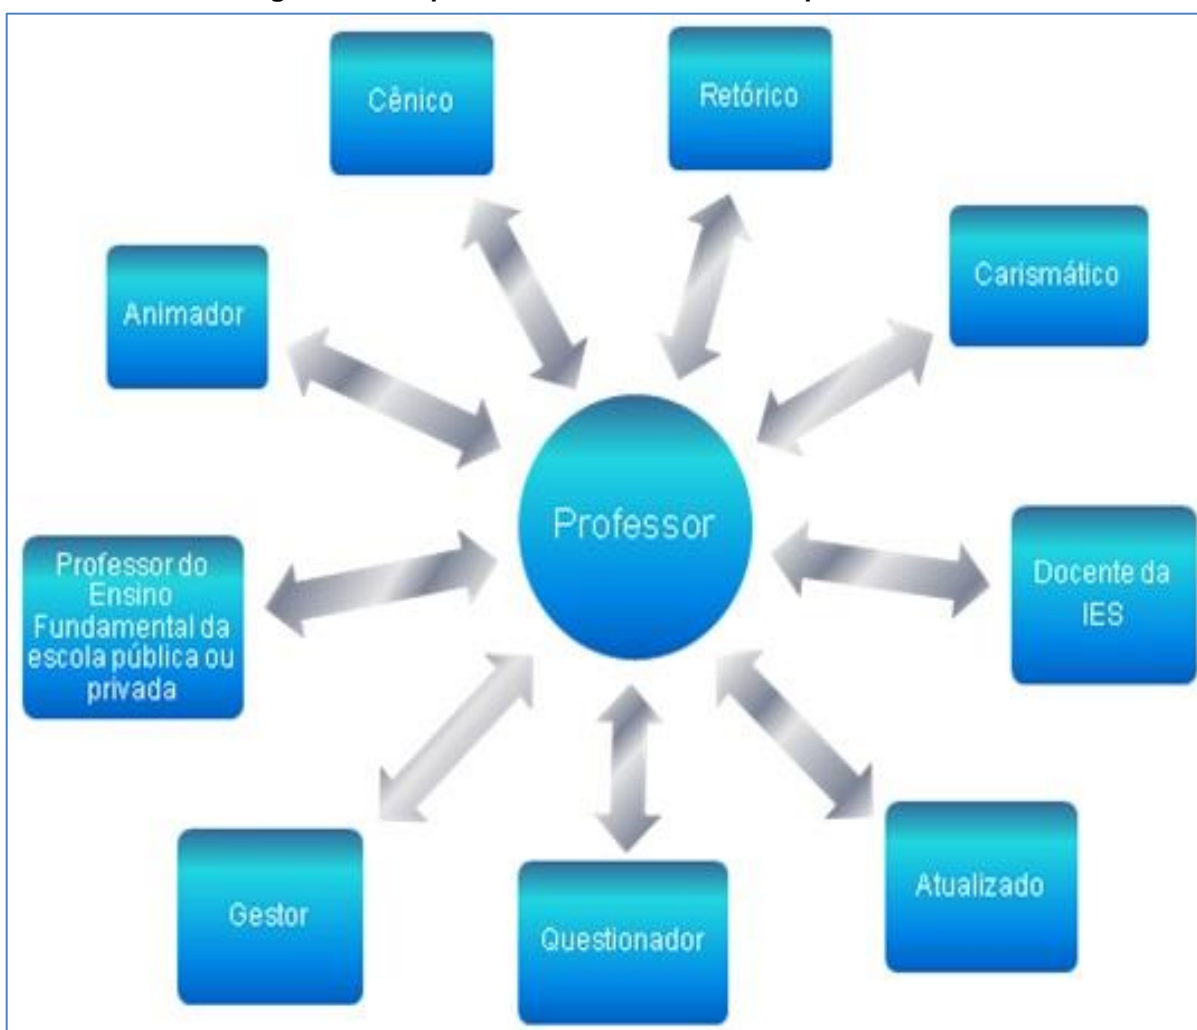 Cênico
Retórico
Carismático
Animador
Professor
Professor do
Ensino
Fundamental da
escola pública ou
privada
Docente da
IES
Gestor
Questionador
Atualizado